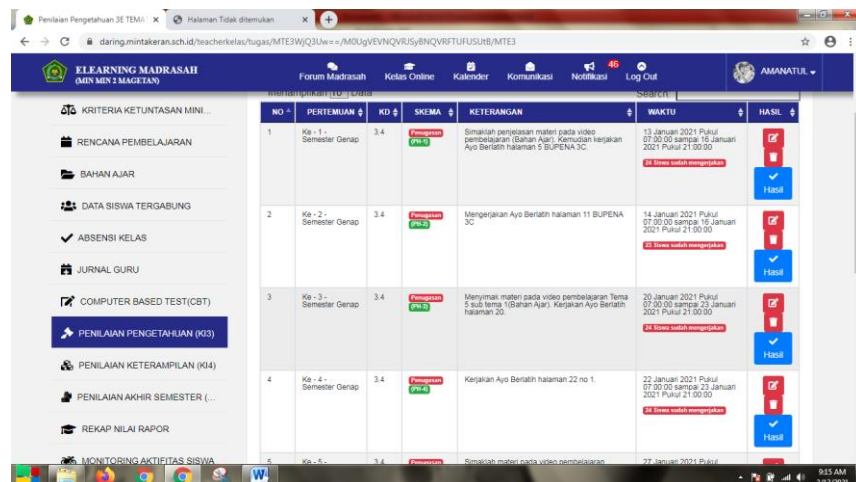 Penilaian Pengetahuan 3E TEMA
Halaman Tidak ditemukan
daring.mintakeran.sch.id/teacherkelas/tugas/
ELEARNING MADRASAH
(MIN MIN 2 MAGETAN)
Forum Madrasah
Kelas Online
Kalender
Komunikasi
46
Notifikasi
Log Out
AMANATUL
KRITERIA KETUNTASAN MINI...
RENCANA PEMBELAJARAN
BAHAN AJAR
DATA SISWA TERGABUNG
ABSENSI KELAS
JURNAL GURU
COMPUTER BASED TEST(CBT)
PENILAIAN PENGETAHUAN (KI3)
PENILAIAN KETERAMPILAN (KI4)
PENILAIAN AKHIR SEMESTER (...
REKAP NILAI RAPOR
MONITORING AKTIFITAS SISWA
Menampilkan 10 Data
Search:
NO PERTEMUAN KD SKEMA KETERANGAN WAKTU HASIL
1
Ke - 1 -
Semester Genap
3.4
Penugasan
(PH-1)
Simaklah penjelasan materi pada video
pembelajaran (Bahan Ajar). Kemudian kerjakan
Ayo Berlatih halaman 5 BUPENA 3C.
13 Januari 2021 Pukul
07:00:00 sampai 16 Januari
2021 Pukul 21:00:00
24 Siswa sudah mengerjakan
Hasil
2
Ke - 2 -
Semester Genap
3.4
Penugasan
(PH-2)
Mengerjakan Ayo Berlatih halaman 11 BUPENA
3C
14 Januari 2021 Pukul
07:00:00 sampai 16 Januari
2021 Pukul 21:00:00
Siswa sudah mengerjakan
Hasil
3
Ke - 3 -
Semester Genap
3.4
Penugasan
Menyimak materi pada video pembelajaran Tema
5 sub tema 1(Bahan Ajar). Kerjakan Ayo Berlatih
halaman 20.
20 Januari 2021 Pukul
07:00:00 sampai 23 Januari
2021 Pukul 21:00:00
24 Siswa sudah mengerjakan
Hasil
4
Ke - 4 -
Semester Genap
3.4
Penugasan
(PH-4)
Kerjakan Ayo Berlatih halaman 22 no 1.
22 Januari 2021 Pukul
07:00:00 sampai 23 Januari
2021 Pukul 21:00:00
24 Siswa sudah mengerjakan
Hasil
5
Ke - 5 -
3.4
Penugasan
Simaklah materi pada video pembelajaran
27 Januari 2021 Pukul
9:15 AM